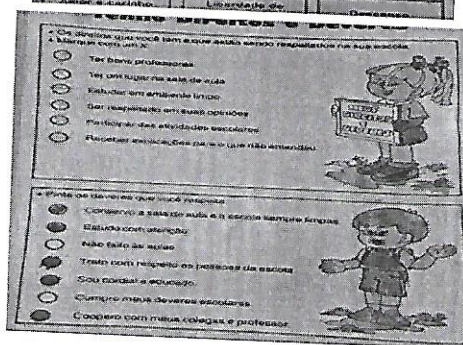 Liberdade de
Tenho Direitos e Deveres
• Os direitos que você tem e que estão sendo respeitados na sua escola.
• Marque com um X.
Ter bons professores
Ter um lugar na sala de aula
Estudar em ambiente limpo
Ser respeitado em suas opiniões
Participar das atividades escolares
Receber explicações para o que não entendeu
• Pinte os deveres que você respeita
Conservo a sala de aula e a escola sempre limpas
Estudo com atenção
Não falto às aulas
Trato com respeito as pessoas da escola
Sou cordial e educado
Cumpro meus deveres escolares
Coopero com meus colegas e professor